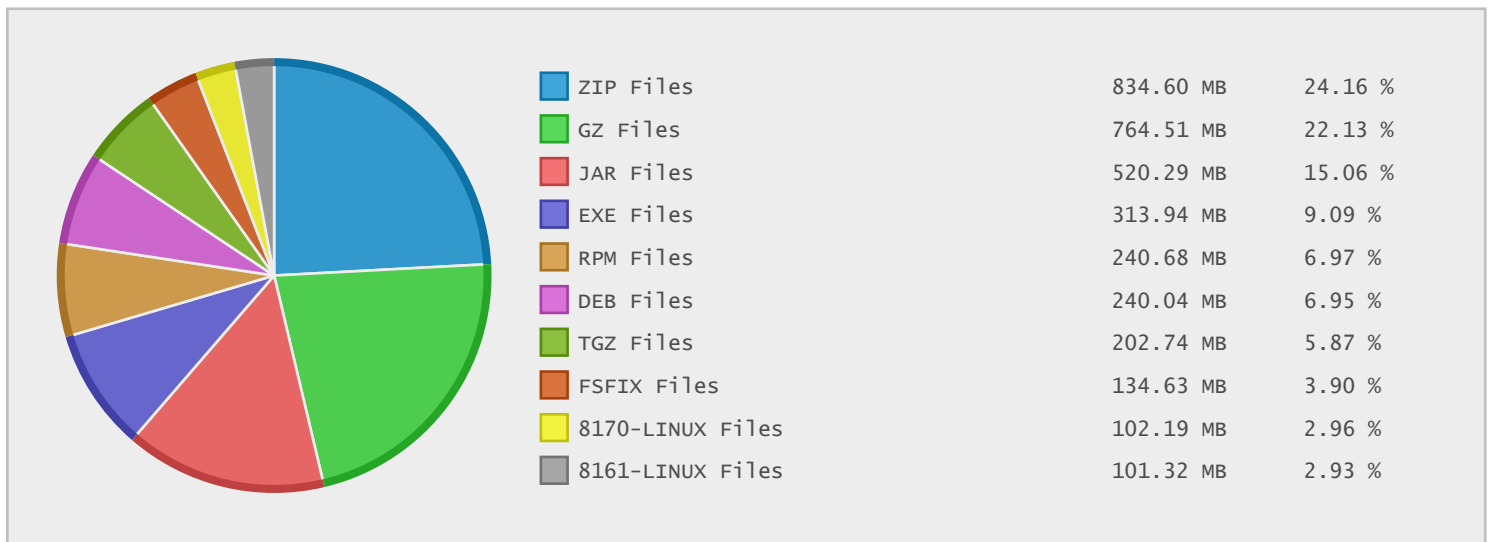 ZIP Files 834.60 MB 24.16 %
GZ Files 764.51 MB 22.13 %
JAR Files 520.29 MB 15.06 %
EXE Files 313.94 MB 9.09 %
RPM Files 240.68 MB 6.97 %
DEB Files 240.04 MB 6.95 %
TGZ Files 202.74 MB 5.87 %
FSFIX Files 134.63 MB 3.90 %
8170-LINUX Files 102.19 MB 2.96 %
8161-LINUX Files 101.32 MB 2.93 %